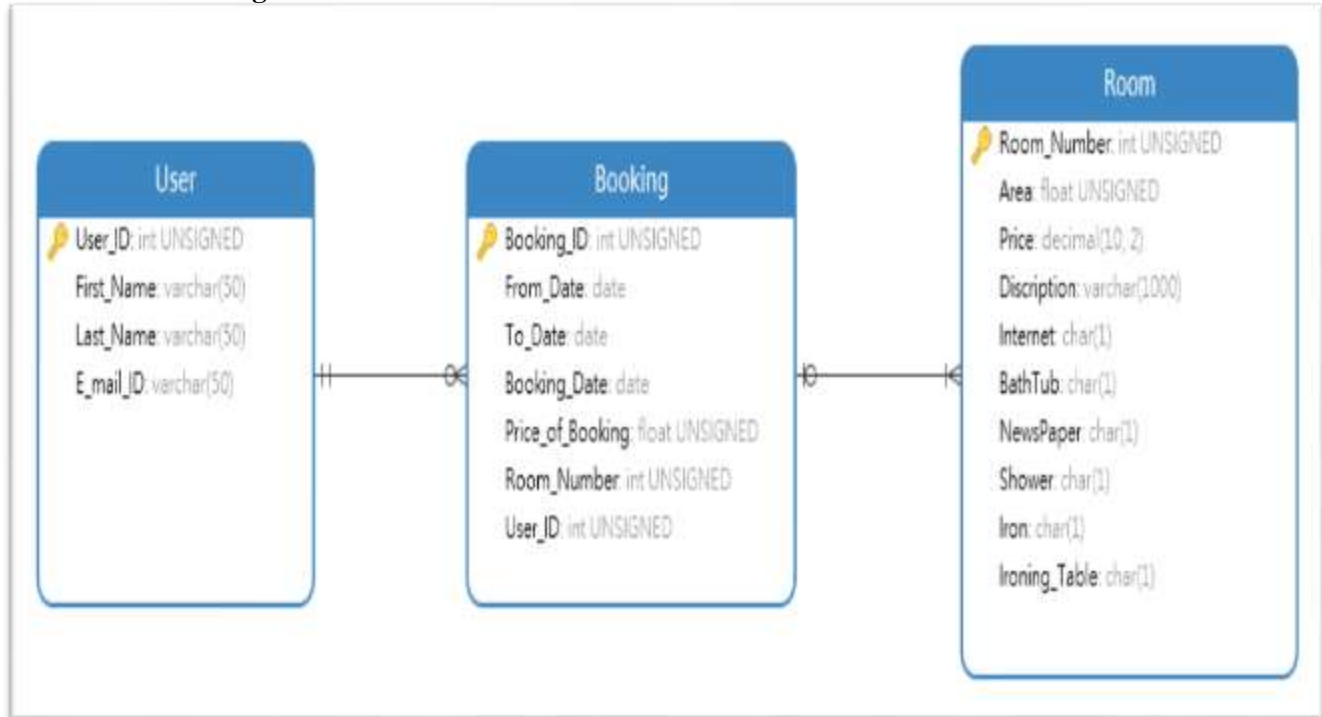 User
User_ID: int UNSIGNED
First_Name: varchar(50)
Last_Name: varchar(50)
E_mail_ID: varchar(50)
Booking
Booking_ID: int UNSIGNED
From_Date: date
To_Date: date
Booking_Date: date
Price_of_Booking: float UNSIGNED
Room_Number: int UNSIGNED
User_ID: int UNSIGNED
Room
Room_Number: int UNSIGNED
Area: float UNSIGNED
Price: decimal(10, 2)
Discription: varchar(1000)
Internet: char(1)
BathTub: char(1)
NewsPaper: char(1)
Shower: char(1)
Iron: char(1)
Ironing_Table: char(1)